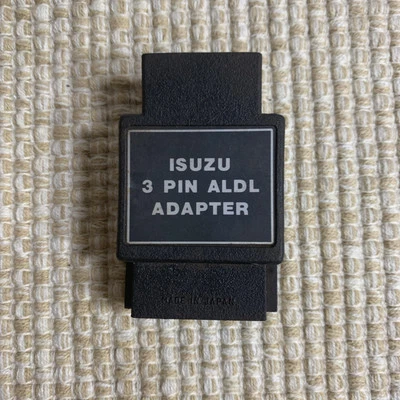 ISUZU
3 PIN ALDL
ADAPTER
MADE IN JAPAN